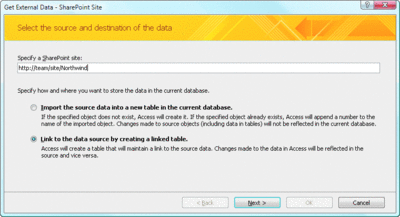 Get External Data - SharePoint Site
Select the source and destination of the data
Specify a SharePoint site:
http://team/site/Northwind
Specify how and where you want to store the data in the current database.
Import the source data into a new table in the current database.
If the specified object does not exist, Access will create it. If the specified object already exists, Access will append a number to the
name of the imported object. Changes made to source objects (including data in tables) will not be reflected in the current database.
Link to the data source by creating a linked table.
Access will create a table that will maintain a link to the source data. Changes made to the data in Access will be reflected in the
source and vice versa.
< Back Next > OK Cancel